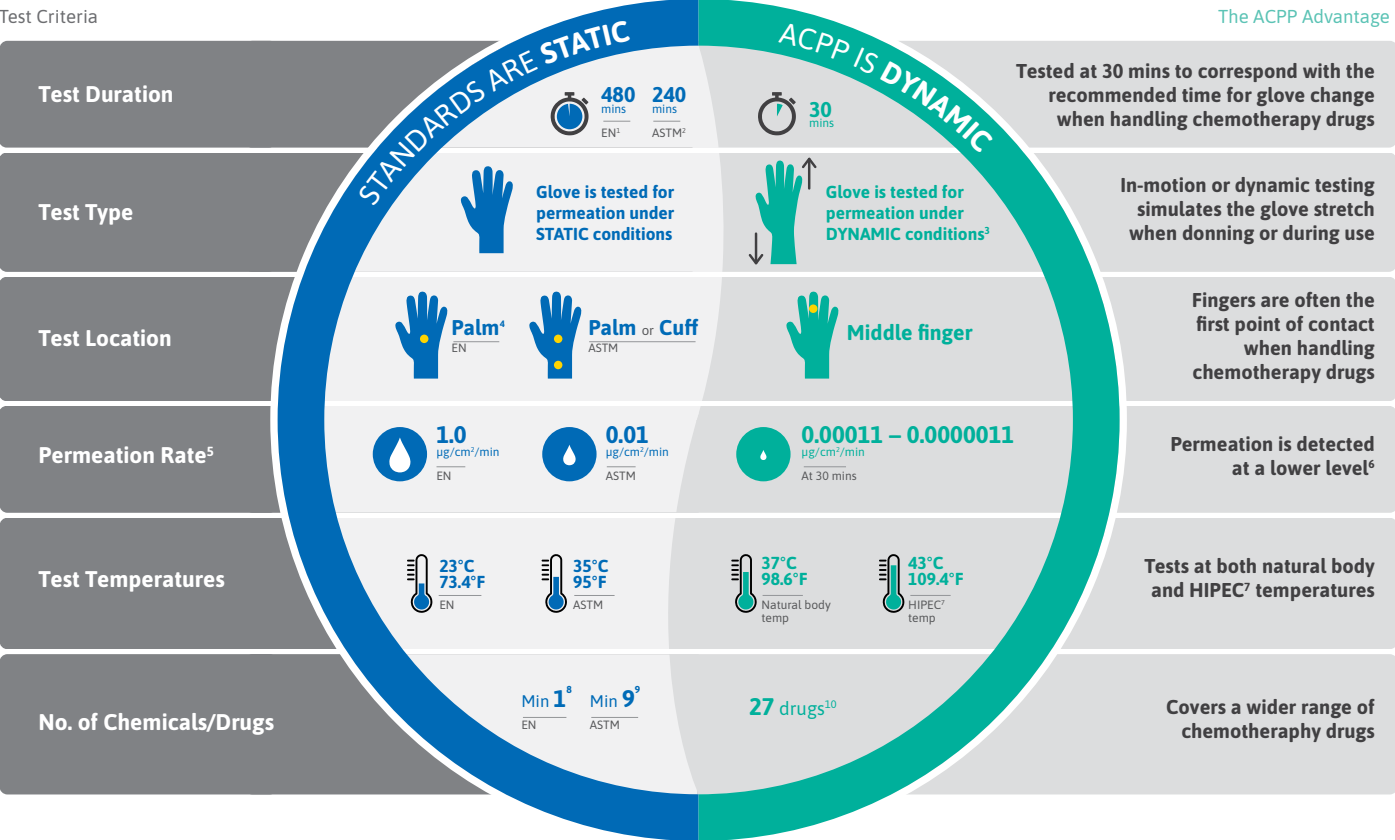 Test Criteria
The ACPP Advantage
STANDARDS ARE STATIC
ACPP IS DYNAMIC
Test Duration
480 mins
EN¹
240 mins
ASTM²
30
mins
Tested at 30 mins to correspond with the
recommended time for glove change
when handling chemotherapy drugs
Test Type
Glove is tested for
permeation under
STATIC conditions
Glove is tested for
permeation under
DYNAMIC conditions³
In-motion or dynamic testing
simulates the glove stretch
when donning or during use
Test Location
Palm⁴
EN
Palm or Cuff
ASTM
Middle finger
Fingers are often the
first point of contact
when handling
chemotherapy drugs
Permeation Rate⁵
1.0
µg/cm²/min
EN
0.01
µg/cm²/min
ASTM
0.00011 – 0.0000011
µg/cm²/min
At 30 mins
Permeation is detected
at a lower level⁶
Test Temperatures
23°C
73.4°F
EN
35°C
95°F
ASTM
37°C
98.6°F
Natural body
temp
43°C
109.4°F
HIPEC⁷
temp
Tests at both natural body
and HIPEC⁷ temperatures
No. of Chemicals/Drugs
Min 1⁸
EN
Min 9⁹
ASTM
27 drugs¹⁰
Covers a wider range of
chemotheraphy drugs